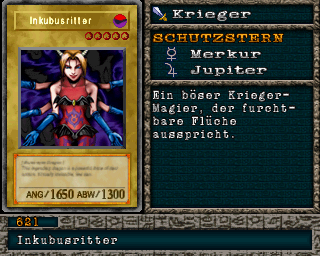 Inkubusritter
ANG/1650 ABW/1300
Krieger
SCHUTZSTERN
Merkur
Jupiter
Ein böser Krieger-
Magier, der furcht-
bare Flüche
ausspricht.
621
Inkubusritter